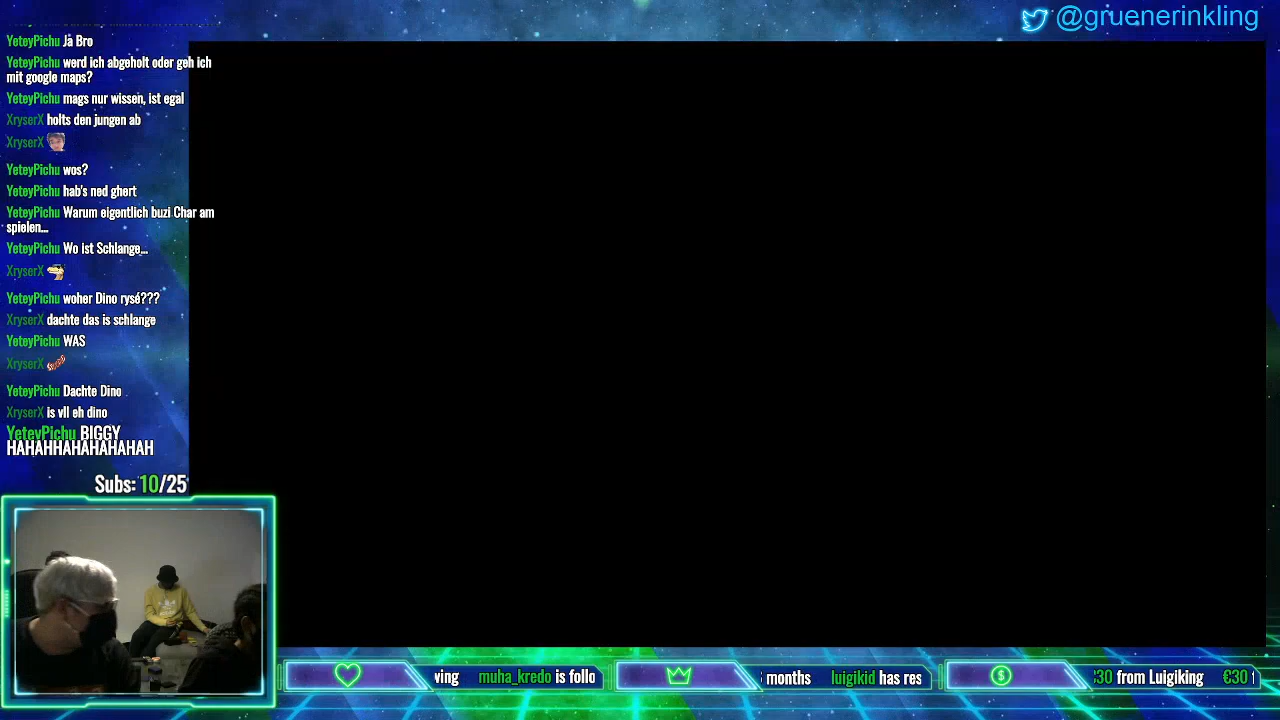 @gruenerinkling
YeteyPichu Ja Bro
YeteyPichu werd ich abgeholt oder geh ich
mit google maps?
YeteyPichu mags nur wissen, ist egal
XryserX holts den jungen ab
XryserX
YeteyPichu wos?
YeteyPichu hab's ned ghert
YeteyPichu Warum eigentlich buzi Char am
spielen...
YeteyPichu Wo ist Schlange...
XryserX
YeteyPichu woher Dino rysé???
XryserX dachte das is schlange
YeteyPichu WAS
XryserX
YeteyPichu Dachte Dino
XryserX is vll eh dino
YeteyPichu BIGGY
HAHAHHAHAHAHAHAH
Subs: 10/25
ving muha_kredo is follo
months luigikid has res
30 from Luigiking €30